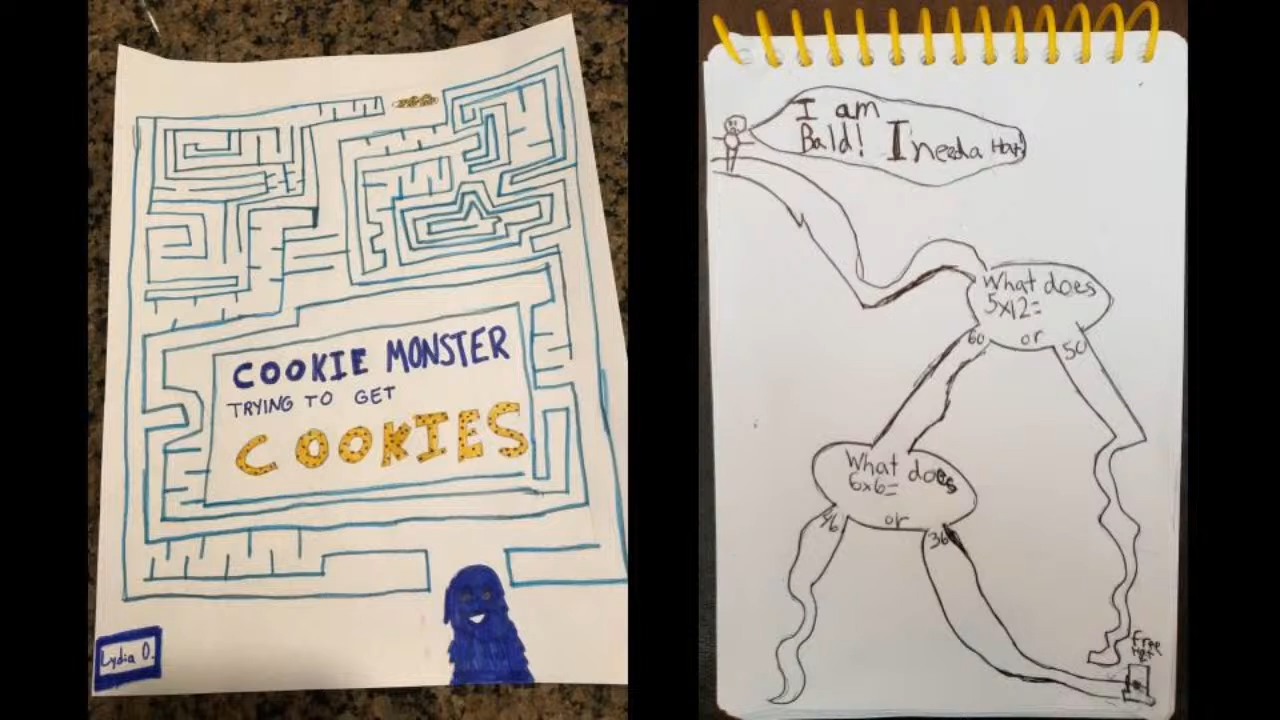 COOKIE MONSTER
TRYING TO GET
COOKIES
Lydia O.
I am
Bald! I need a Hat
What does
5x12=
60 or 50
What does
6x6=
or
36
Free
Hat